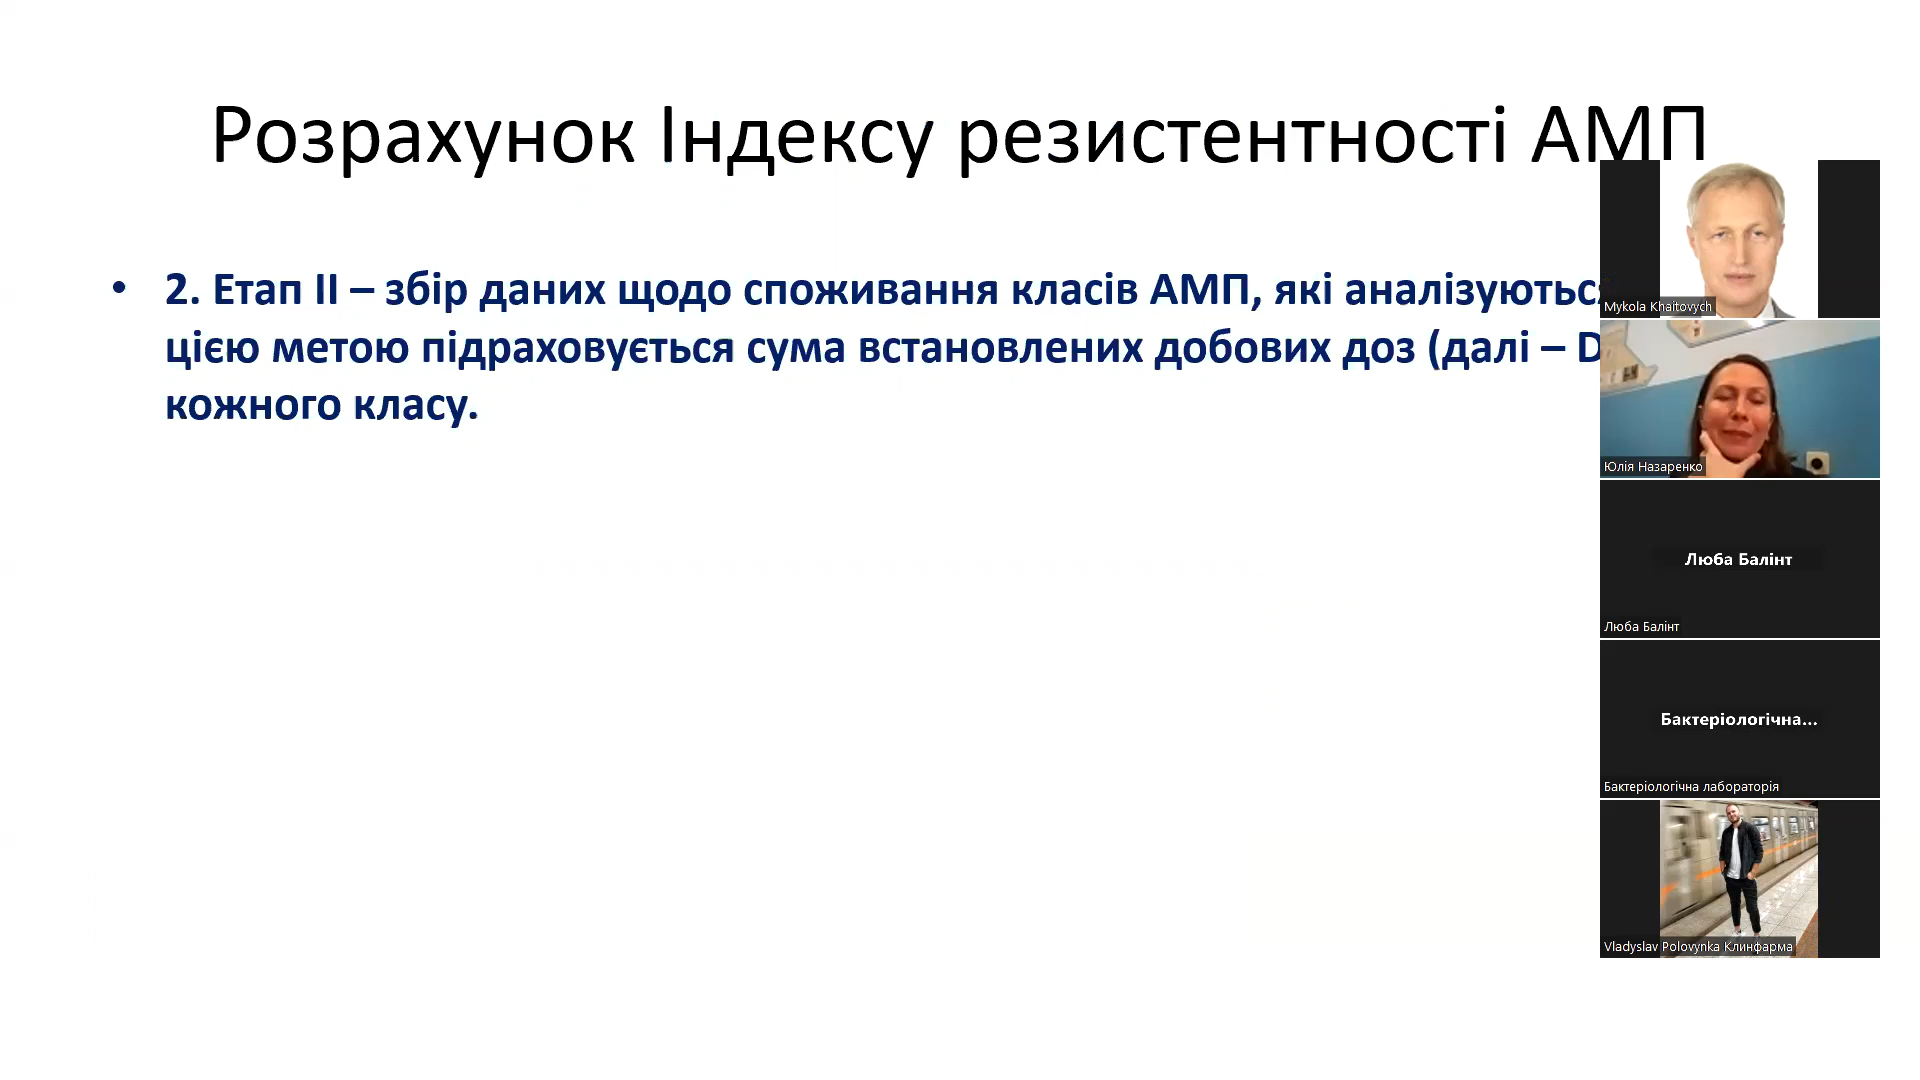 Розрахунок Індексу резистентності АМП
• 2. Етап ІІ – збір даних щодо споживання класів АМП, які аналізуються
цією метою підраховується сума встановлених добових доз (далі – D
кожного класу.
Mykola Khaitovych
Юлія Назаренко
Люба Балінт
Люба Балінт
Бактеріологічна...
Бактеріологічна лабораторія
Vladyslav Polovynka Клинфарма